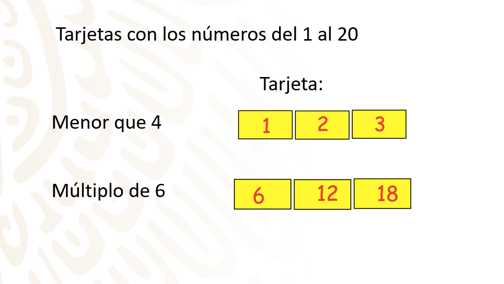 Tarjetas con los números del 1 al 20
Tarjeta:
Menor que 4
1 2 3
Múltiplo de 6
6 12 18